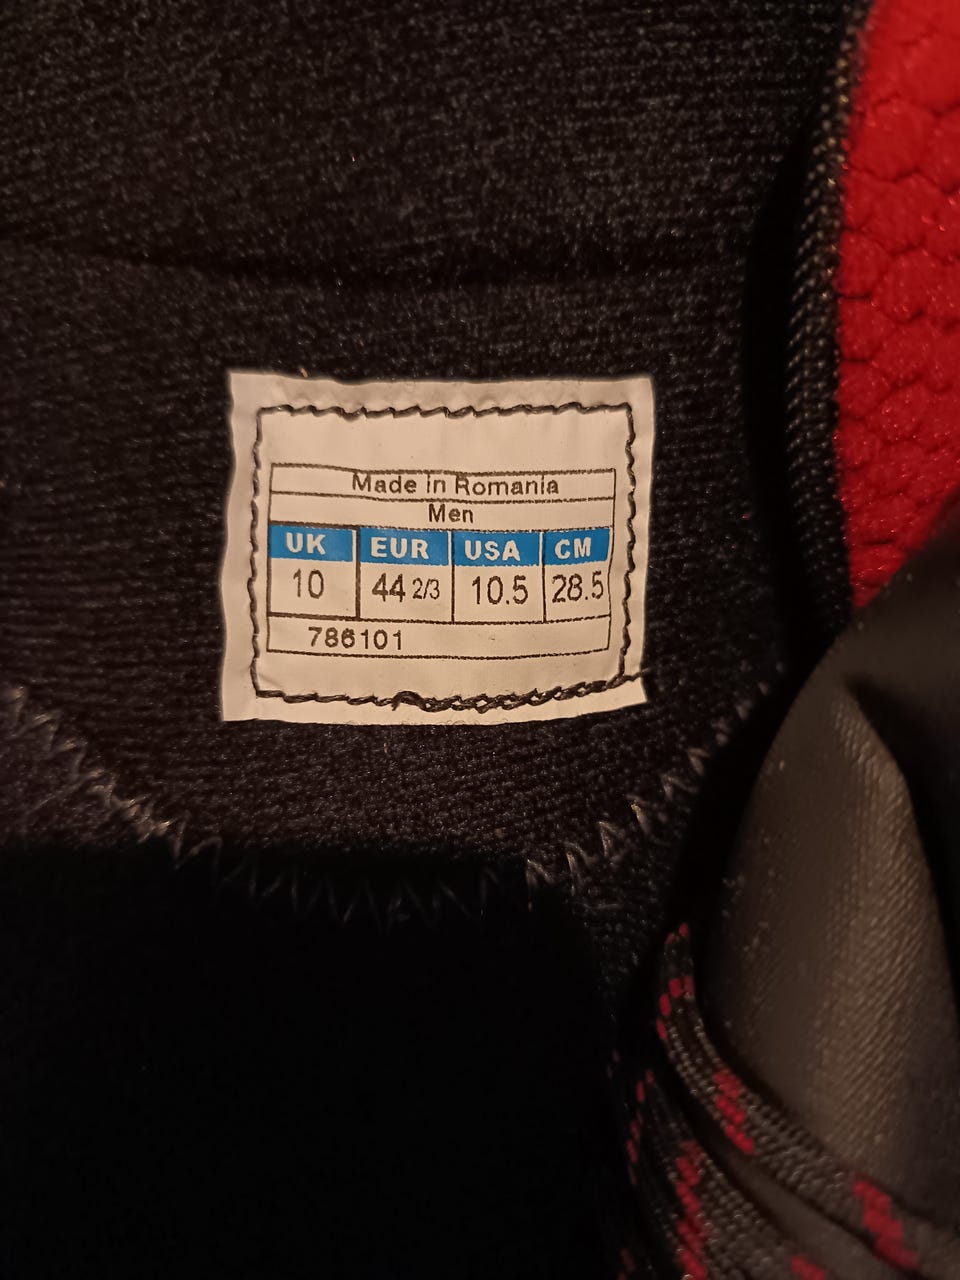 Made in Romania
Men
UK EUR USA CM
10 44 2/3 10.5 28.5
786101